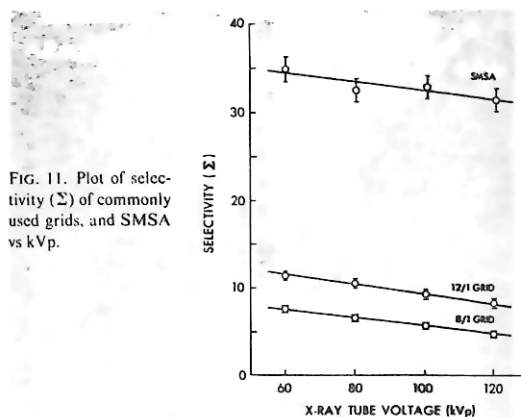 FIG. 11. Plot of selec-
tivity (Σ) of commonly
used grids, and SMSA
vs kVp.
40
30
20
10
0
SELECTIVITY (Σ)
SMSA
12/1 GRID
8/1 GRID
60
80
100
120
X-RAY TUBE VOLTAGE (kVp)